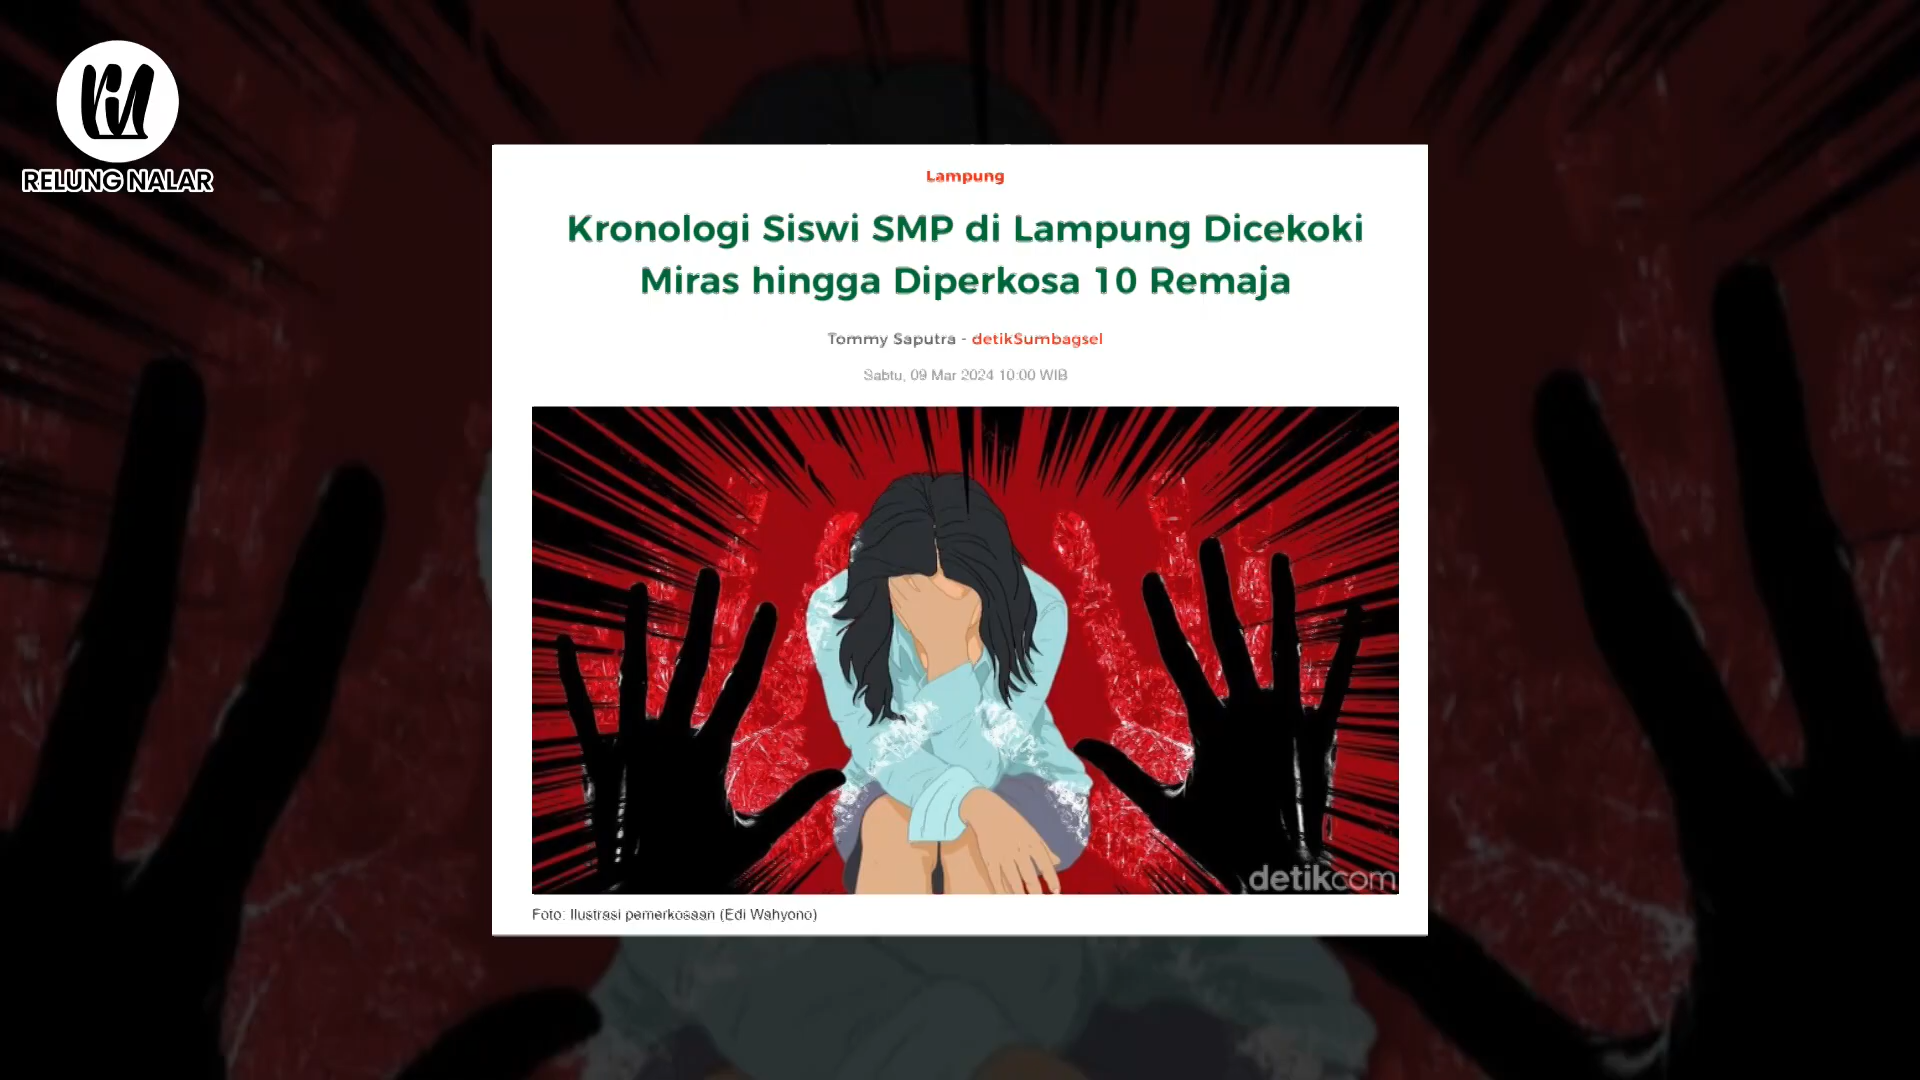 RELUNG NALAR
Lampung
Kronologi Siswi SMP di Lampung Dicekoki
Miras hingga Diperkosa 10 Remaja
Tommy Saputra - detikSumbagsel
Sabtu, 09 Mar 2024 10:00 WIB
detikcom
Foto: Ilustrasi pemerkosaan (Edi Wahyono)